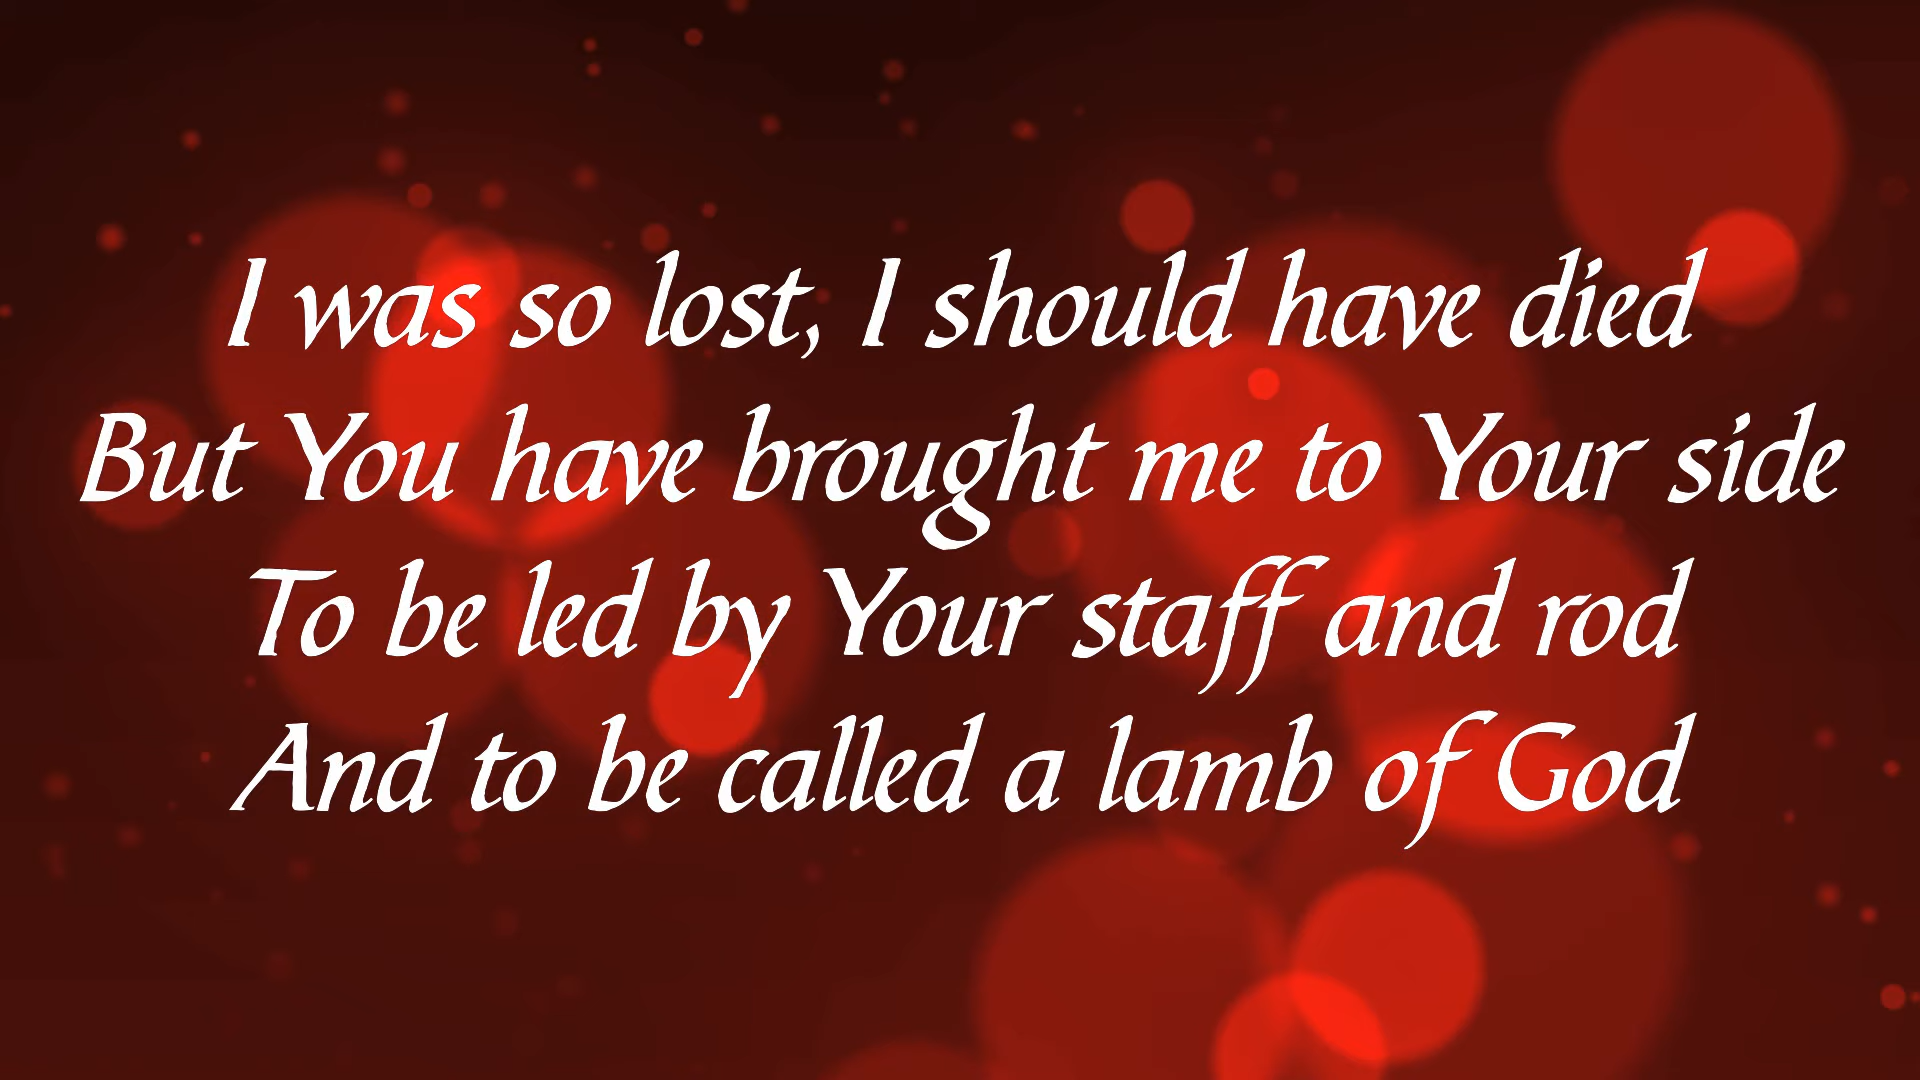 I was so lost, I should have died
But You have brought me to Your side
To be led by Your staff and rod
And to be called a lamb of God